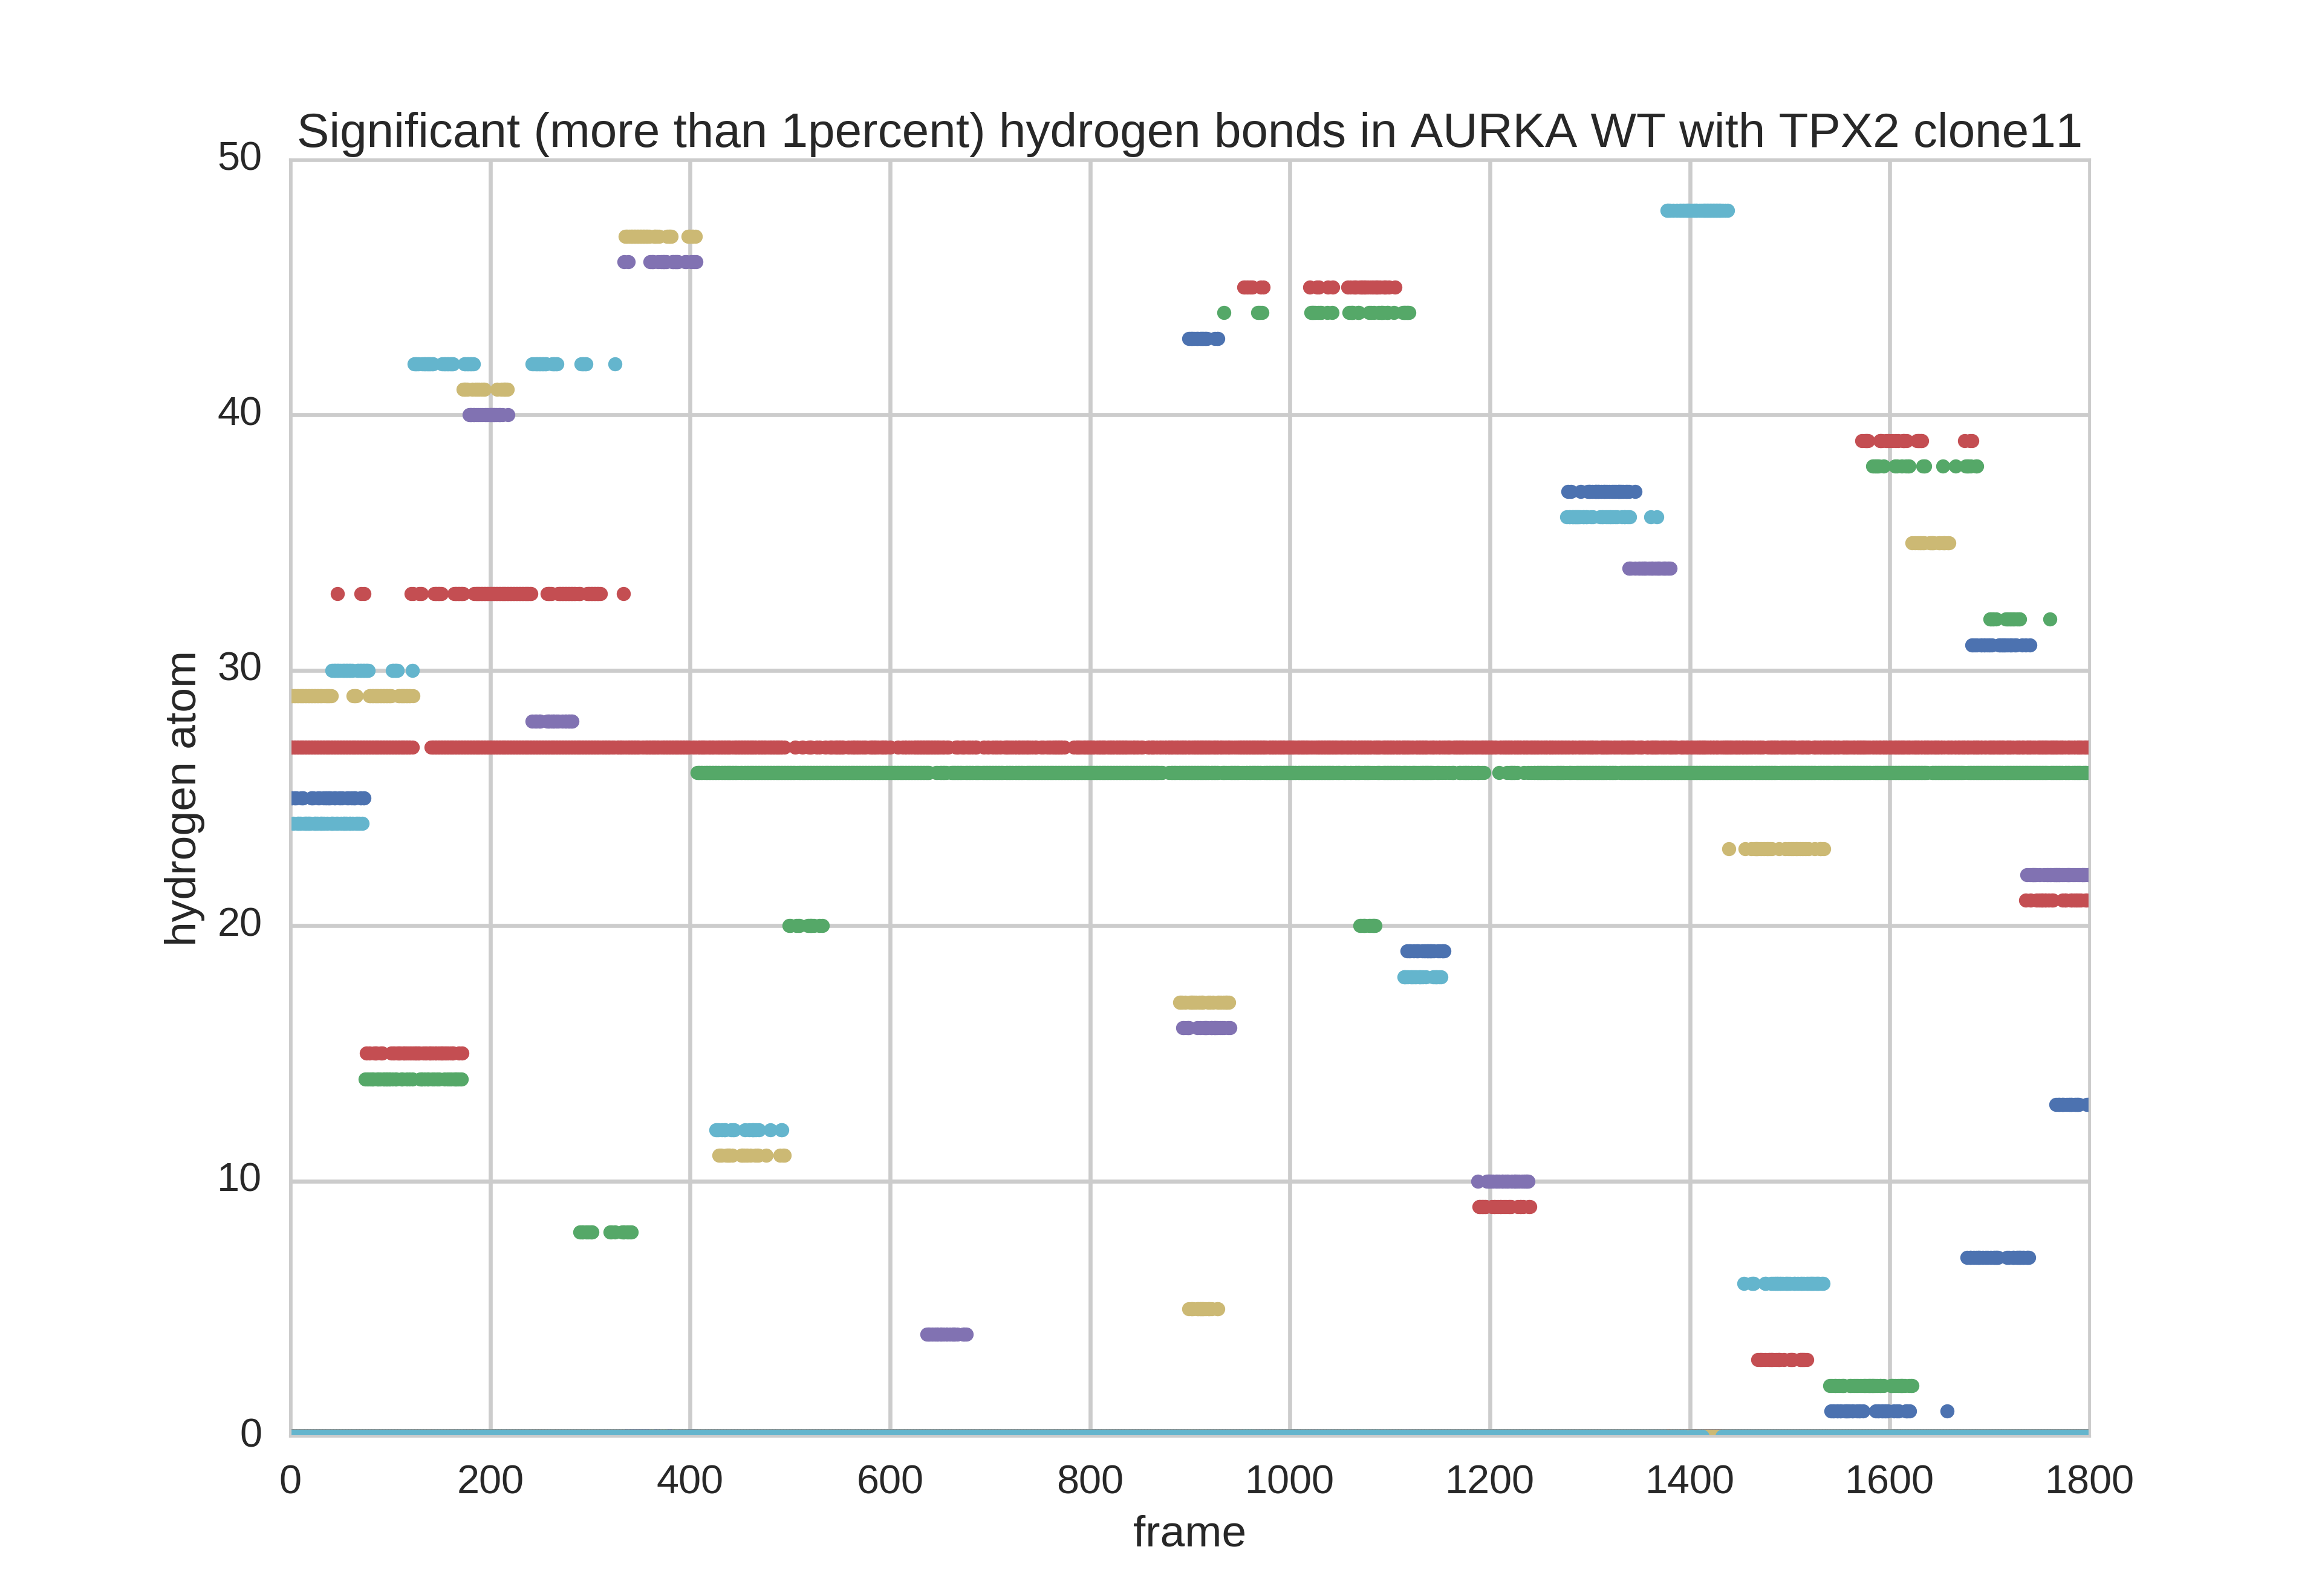 Significant (more than 1percent) hydrogen bonds in AURKA WT with TPX2 clone11
50
40
30
20
10
0
hydrogen atom
0 200 400 600 800 1000 1200 1400 1600 1800
frame